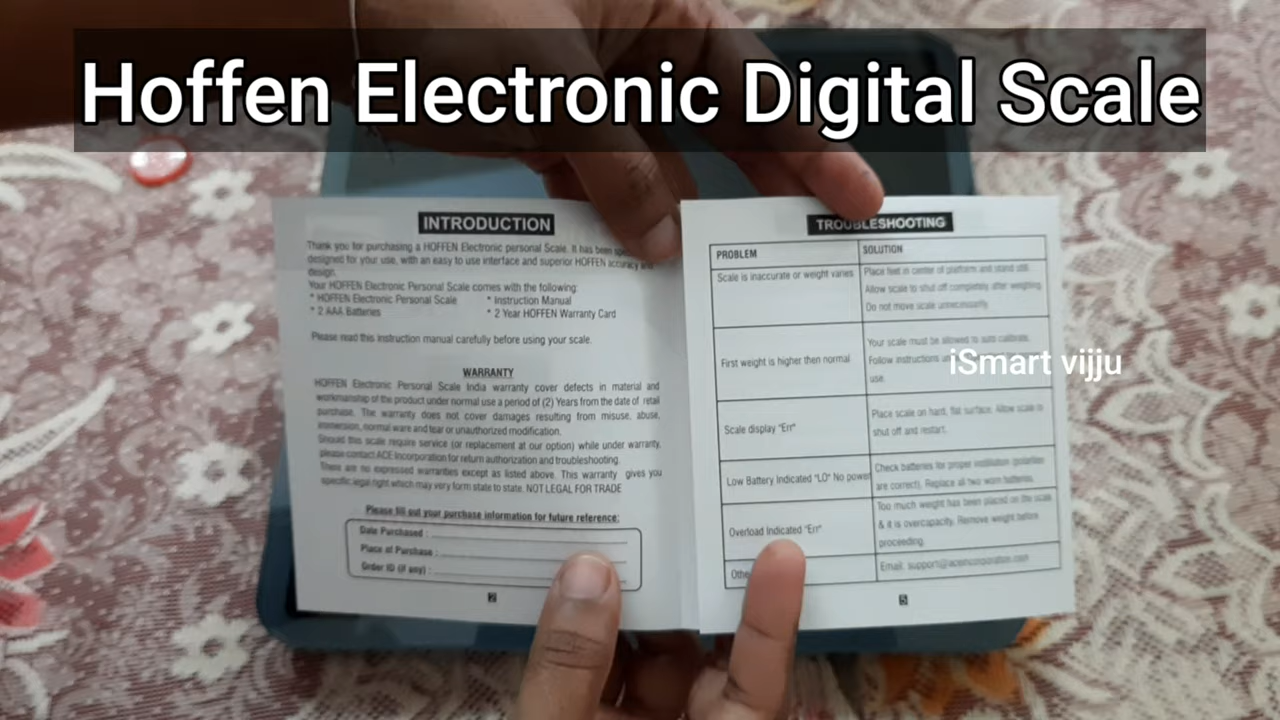 Hoffen Electronic Digital Scale
INTRODUCTION
Thank you for purchasing a HOFFEN Electronic personal Scale. It has been
designed for your use, with an easy to use interface and superior HOFFEN accuracy and
design.
Your HOFFEN Electronic Personal Scale comes with the following:
* HOFFEN Electronic Personal Scale * Instruction Manual
* 2 AAA Batteries * 2 Year HOFFEN Warranty Card
Please read this instruction manual carefully before using your scale.
WARRANTY
HOFFEN Electronic Personal Scale India warranty cover defects in material and
workmanship of the product under normal use a period of (2) Years from the date of retail
purchase. The warranty does not cover damages resulting from misuse, abuse,
immersion, normal ware and tear or unauthorized modification.
Should this scale require service (or replacement at our option) while under warranty,
please contact ACE Incorporation for return authorization and troubleshooting.
There are no expressed warranties except as listed above. This warranty gives you
specific legal right which may very form state to state. NOT LEGAL FOR TRADE
Please fill out your purchase information for future reference:
Date Purchased :
Place at Purchase :
Order ID (if any) :
2
TROUBLESHOOTING
PROBLEM SOLUTION
Scale is inaccurate or weight varies
Place feet in center of platform and stand still.
Allow scale to shut off completely after weighing.
Do not move scale unnecessarily.
First weight is higher then normal
Your scale must be allowed to auto calibrate.
Follow instructions
use.
iSmart vijju
Scale display "Err"
Place scale on hard, flat surface. Allow scale to
shut off and restart.
Low Battery Indicated "LO" No power
Check batteries for proper instillation (polarities
are correct). Replace all two worn batteries.
Overload Indicated "Err"
Too much weight has been placed on the scale
& it is overcapacity. Remove weight before
proceeding.
Email: support@aceincorporation.com
5